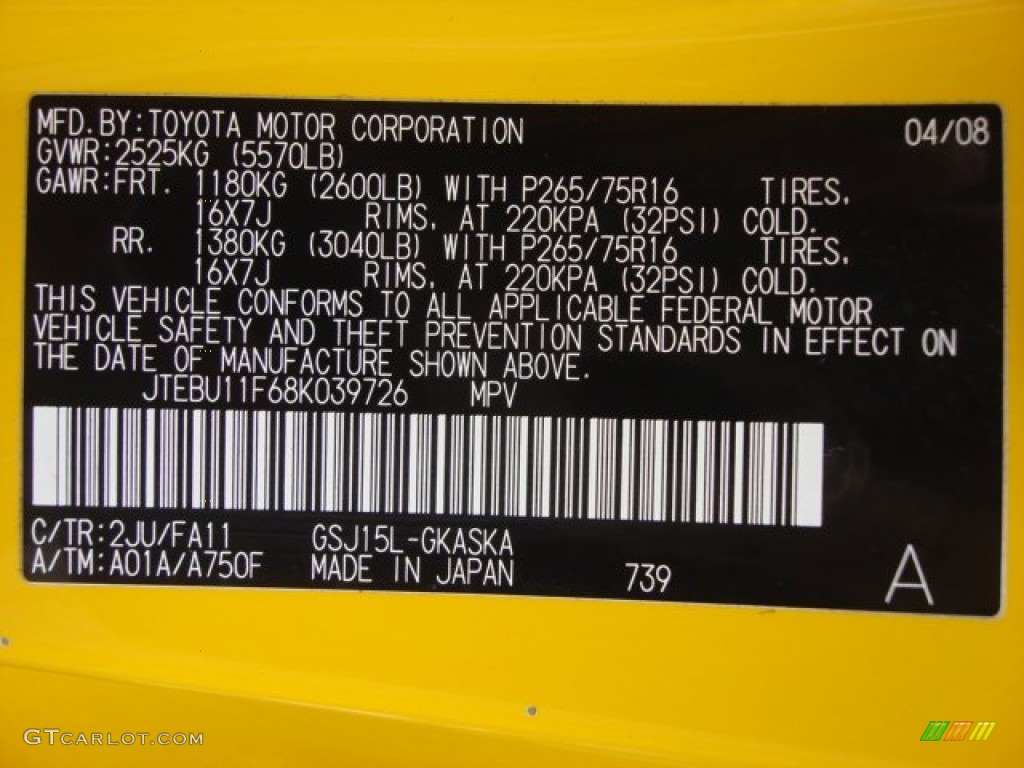 MFD.BY:TOYOTA MOTOR CORPORATION 04/08
GVWR:2525KG (5570LB)
GAWR:FRT. 1180KG (2600LB) WITH P265/75R16 TIRES,
16X7J RIMS, AT 220KPA (32PSI) COLD.
RR. 1380KG (3040LB) WITH P265/75R16 TIRES,
16X7J RIMS, AT 220KPA (32PSI) COLD.
THIS VEHICLE CONFORMS TO ALL APPLICABLE FEDERAL MOTOR
VEHICLE SAFETY AND THEFT PREVENTION STANDARDS IN EFFECT ON
THE DATE OF MANUFACTURE SHOWN ABOVE.
JTEBU11F68K039726 MPV
C/TR:2JU/FA11 GSJ15L-GKASKA
A/TM:A01A/A750F MADE IN JAPAN 739 A
GTCARLOT.COM